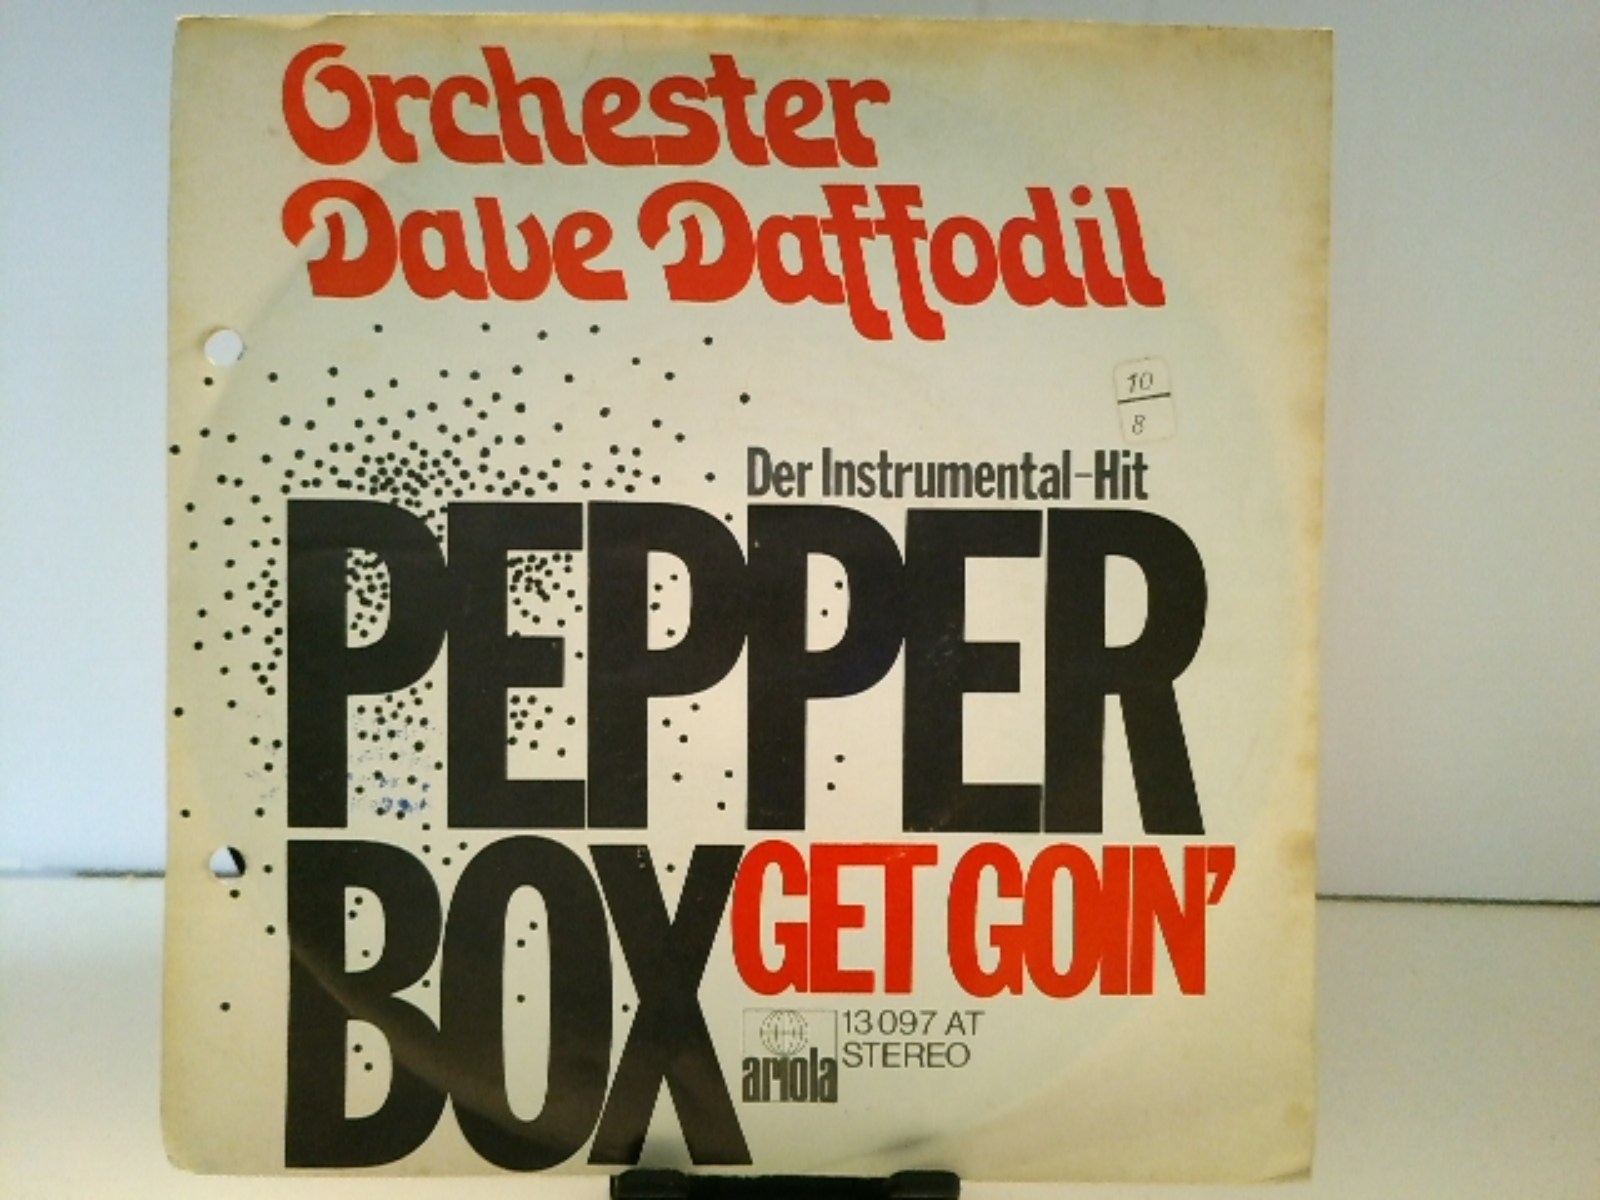 Orchester
Dave Daffodil
10
8
Der Instrumental-Hit
PEPPER
BOX
GET GOIN'
ariola
13 097 AT
STEREO